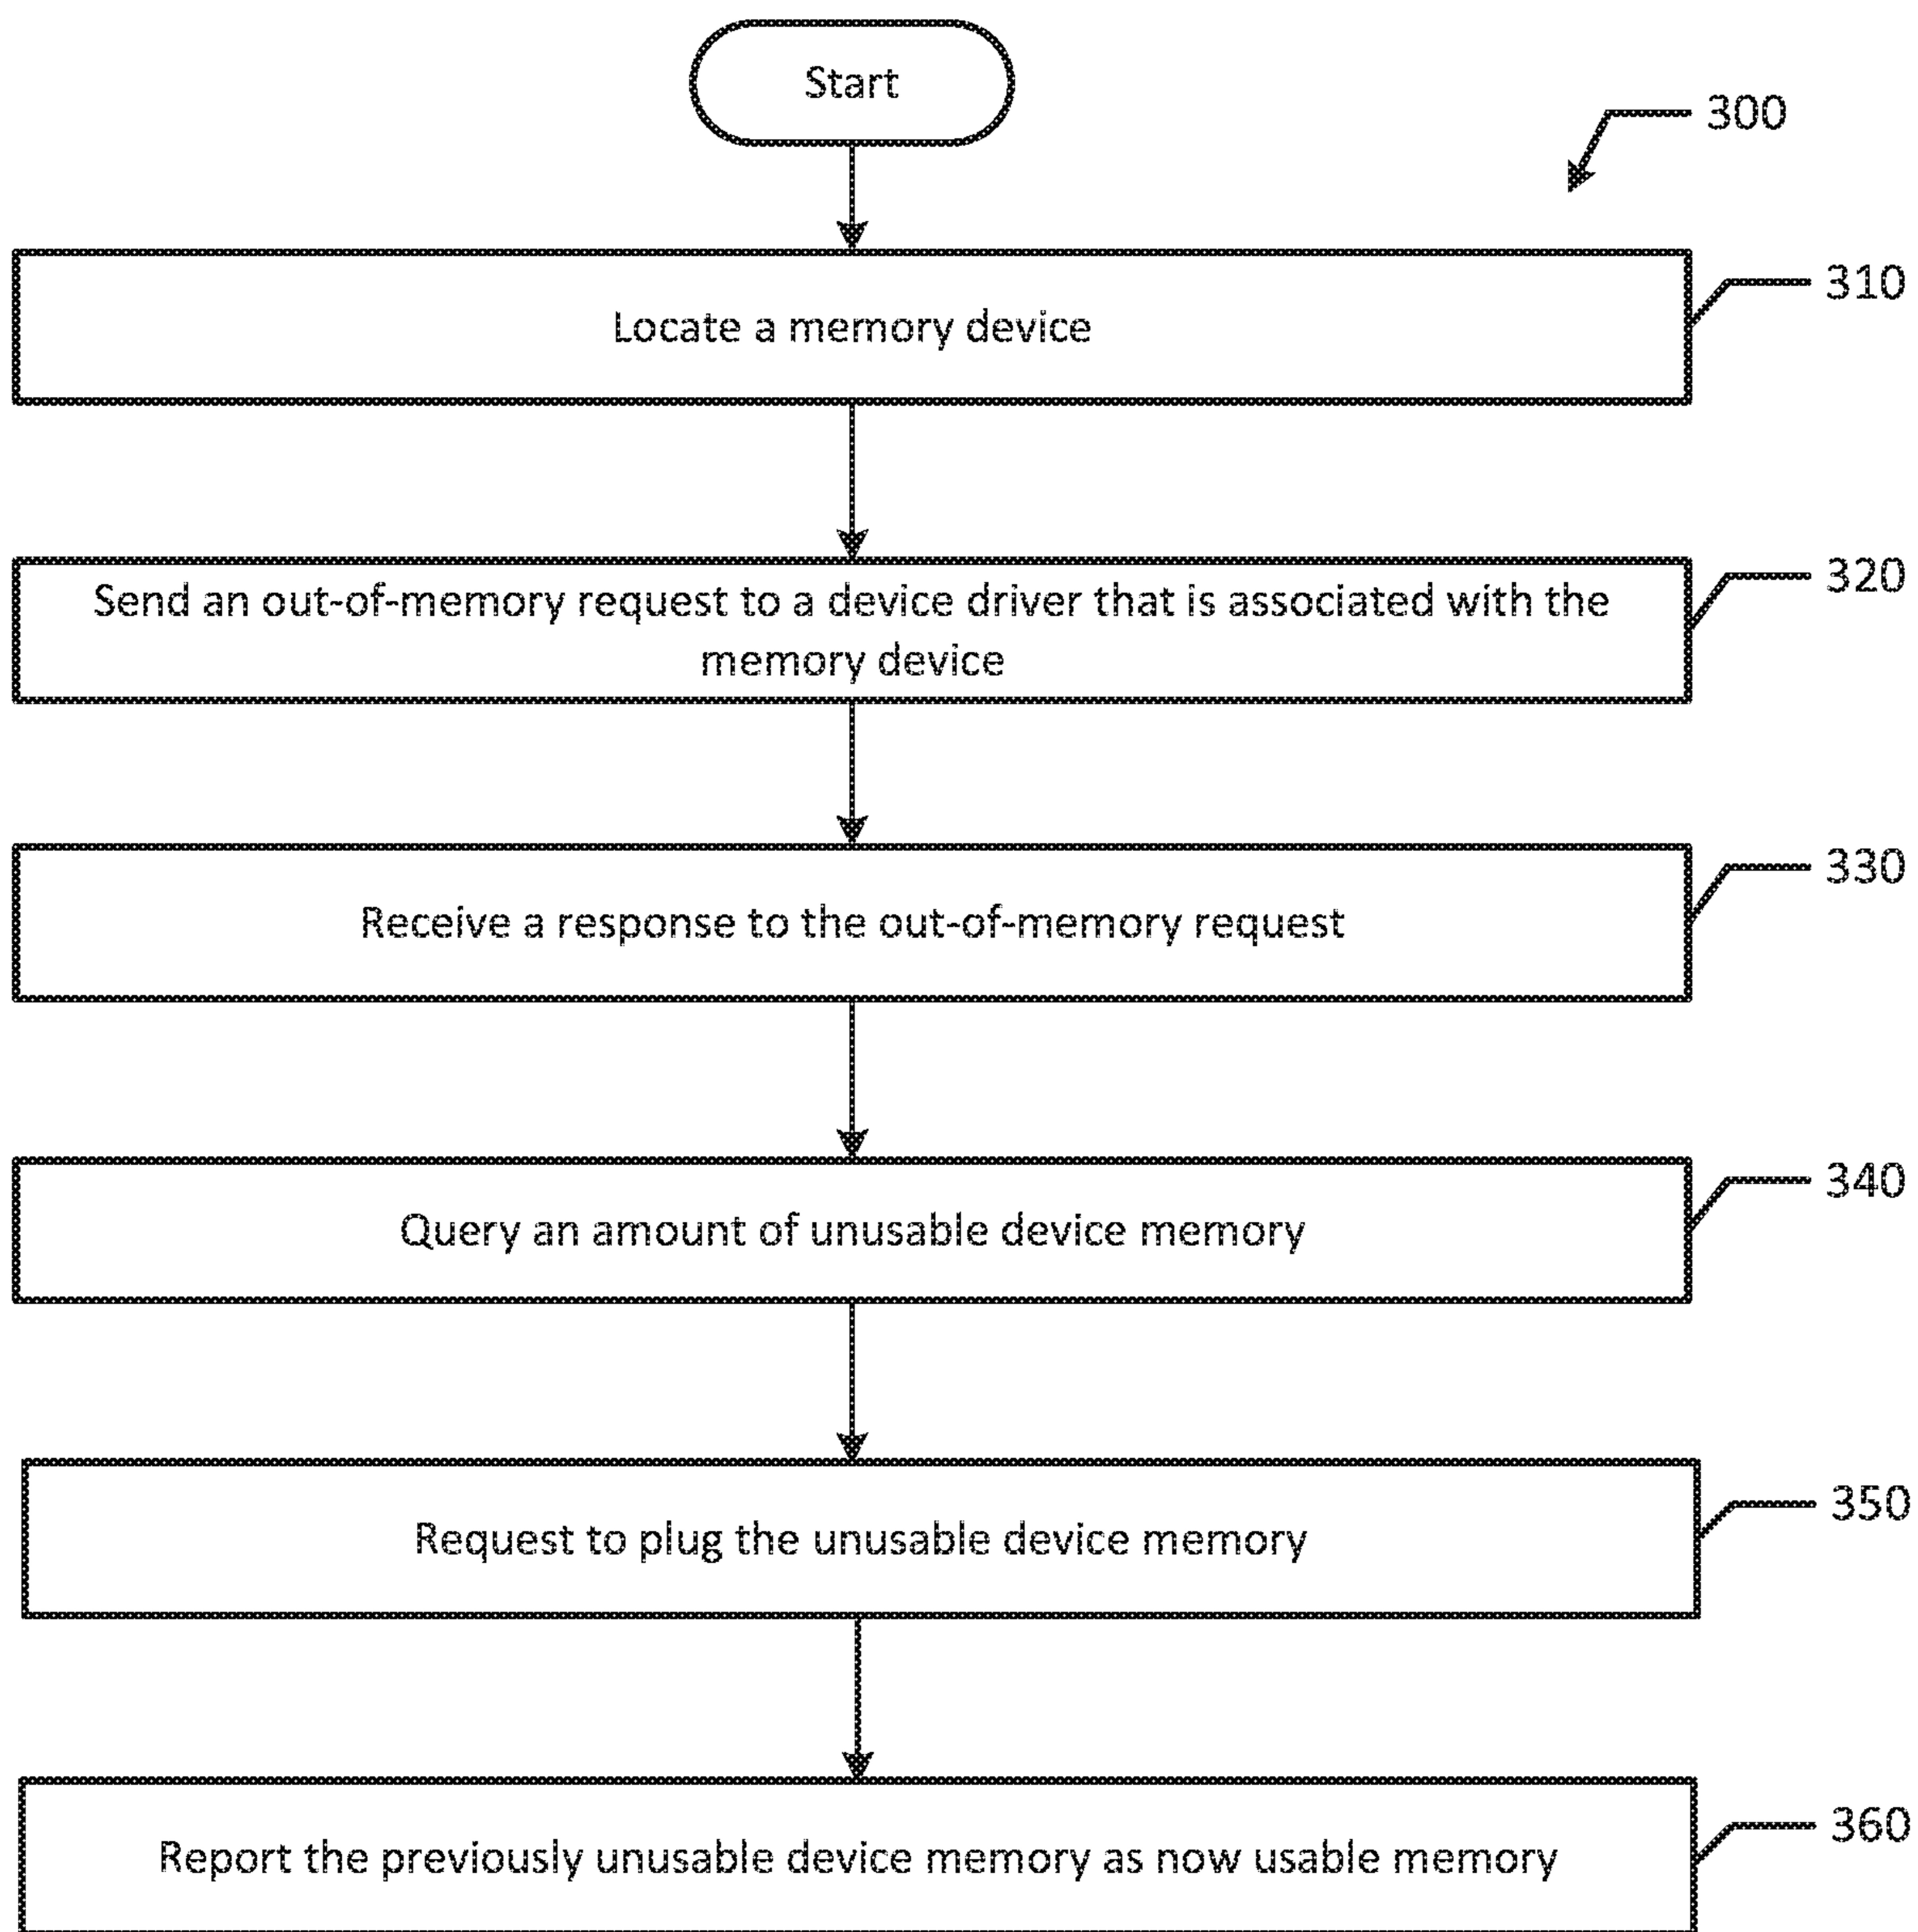 Start
300
Locate a memory device
310
Send an out-of-memory request to a device driver that is associated with the
memory device
320
Receive a response to the out-of-memory request
330
Query an amount of unusable device memory
340
Request to plug the unusable device memory
350
Report the previously unusable device memory as now usable memory
360